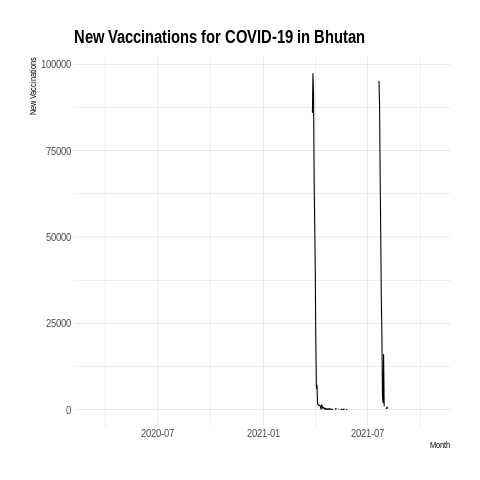 New Vaccinations for COVID-19 in Bhutan
New Vaccinations
100000
75000
50000
25000
0
2020-07 2021-01 2021-07
Month